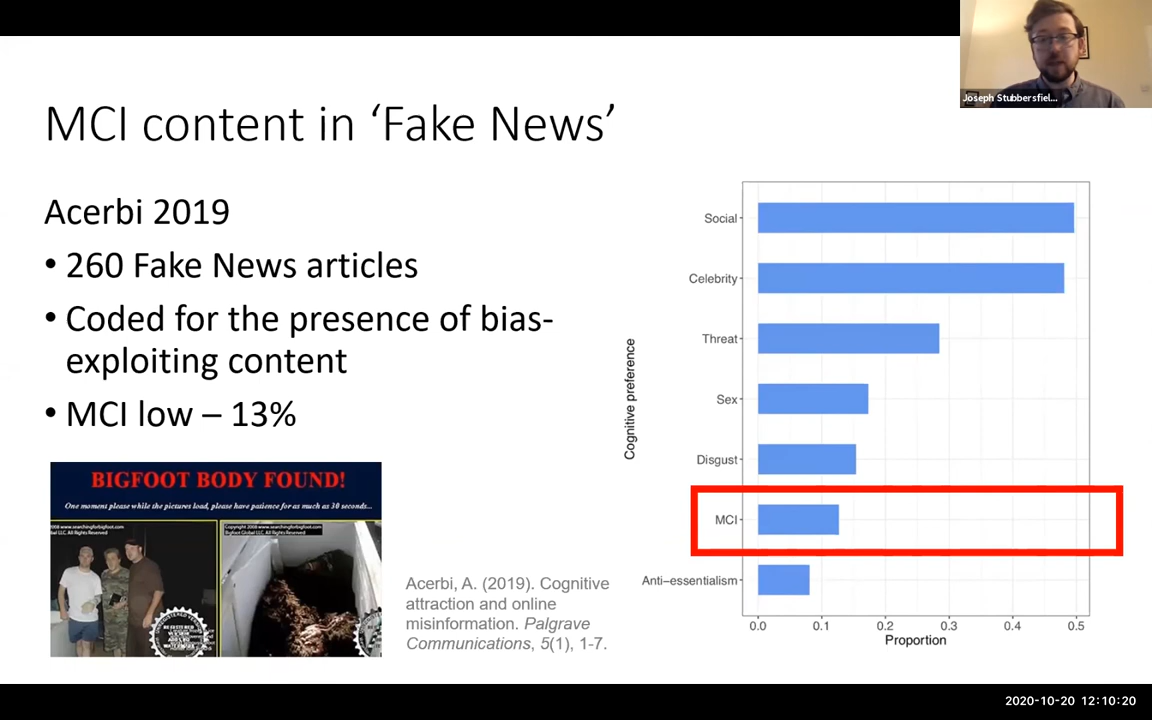 Joseph Stubbersfiel...
MCI content in ‘Fake News’
Acerbi 2019
• 260 Fake News articles
• Coded for the presence of bias-
exploiting content
• MCI low – 13%
BIGFOOT BODY FOUND!
One moment please while the pictures load, please have patience for as much as 30 seconds...
Acerbi, A. (2019). Cognitive
attraction and online
misinformation. Palgrave
Communications, 5(1), 1-7.
Cognitive preference
Social
Celebrity
Threat
Sex
Disgust
MCI
Anti−essentialism
0.0 0.1 0.2 0.3 0.4 0.5
Proportion
2020-10-20 12:10:20